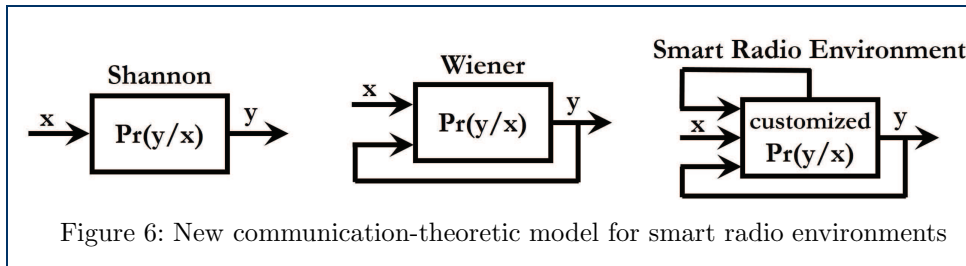 Shannon
x
Pr(y/x)
y
Wiener
x
Pr(y/x)
y
Smart Radio Environment
x
customized
Pr(y/x)
y
Figure 6: New communication-theoretic model for smart radio environments